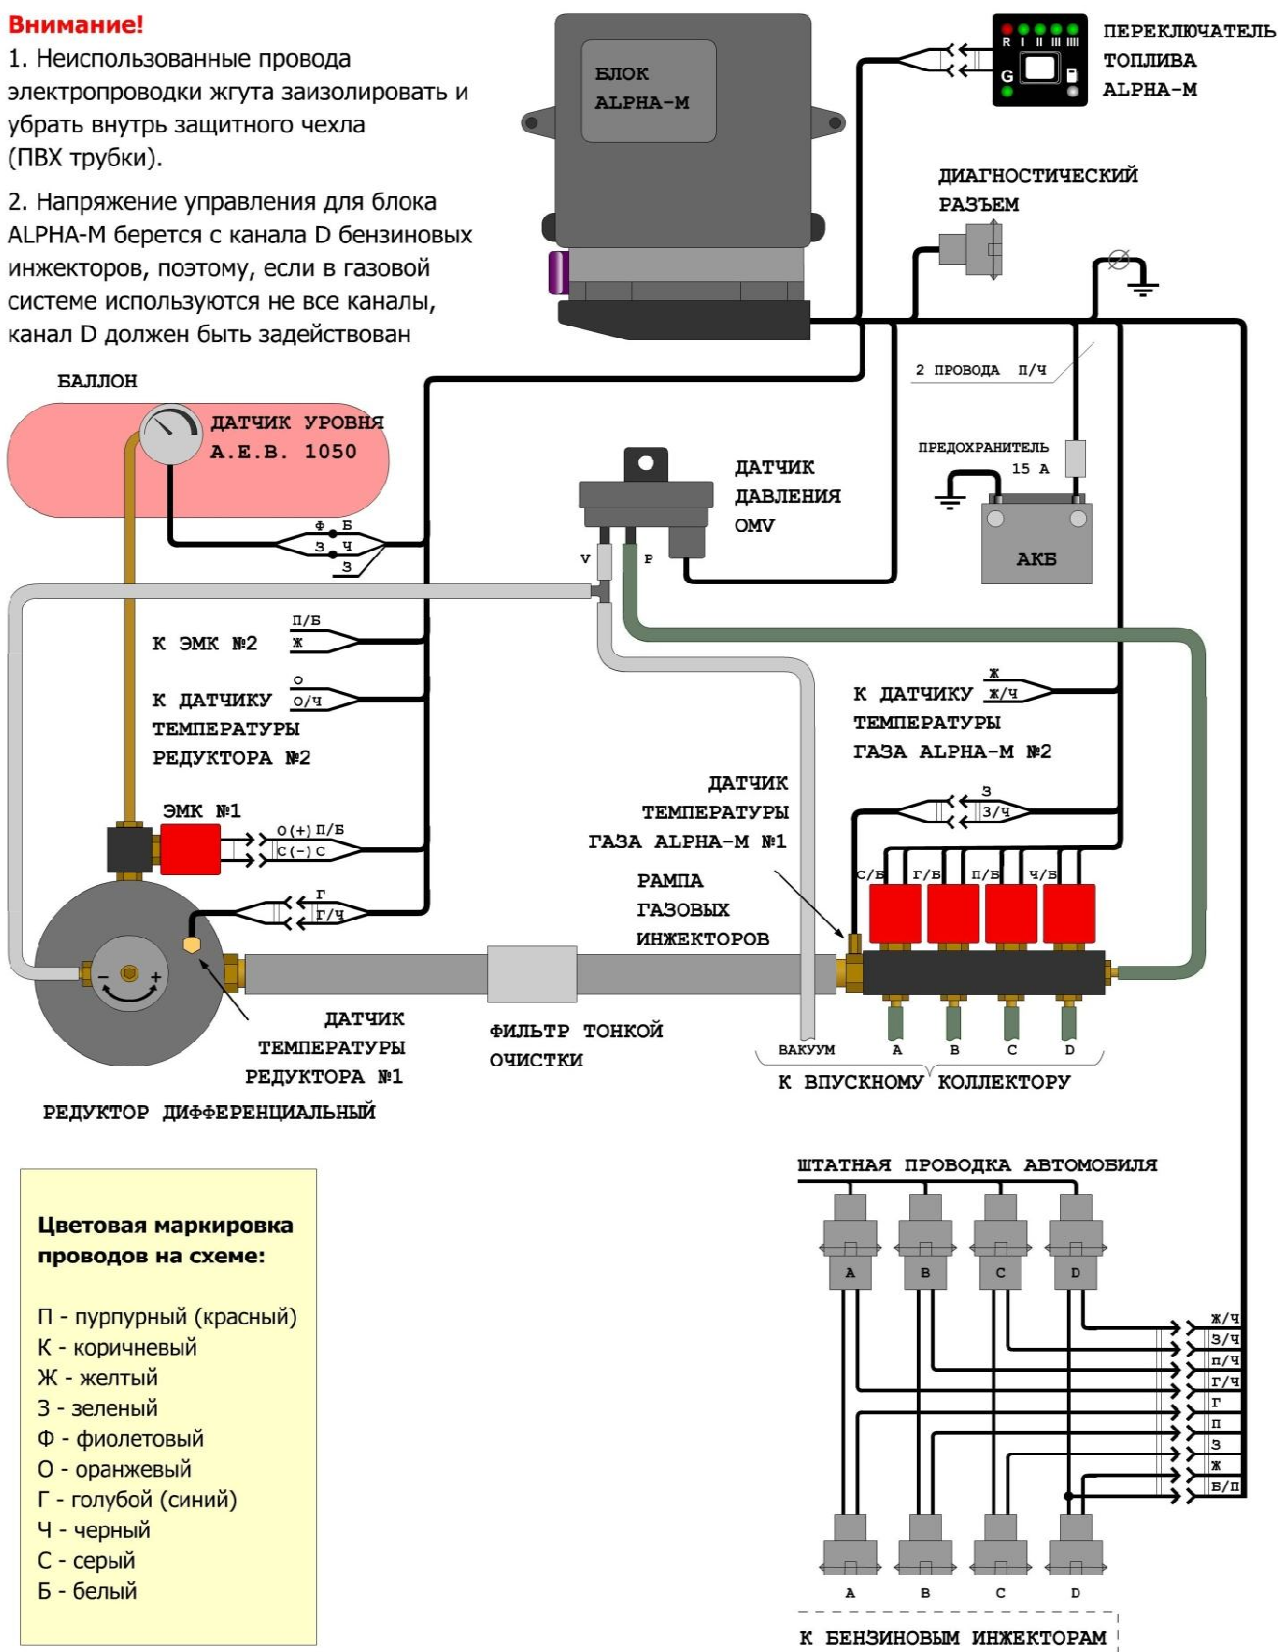 Внимание!
1. Неиспользованные провода
электропроводки жгута заизолировать и
убрать внутрь защитного чехла
(ПВХ трубки).
2. Напряжение управления для блока
ALPHA-M берется с канала D бензиновых
инжекторов, поэтому, если в газовой
системе используются не все каналы,
канал D должен быть задействован
БЛОК
ALPHA-M
R I II III IIII
G
ПЕРЕКЛЮЧАТЕЛЬ
ТОПЛИВА
ALPHA-M
ДИАГНОСТИЧЕСКИЙ
РАЗЪЕМ
2 ПРОВОДА П/Ч
ПРЕДОХРАНИТЕЛЬ
15 А
АКБ
БАЛЛОН
ДАТЧИК УРОВНЯ
A.E.B. 1050
Ф Б
З Ч
З
ДАТЧИК
ДАВЛЕНИЯ
OMV
V P
К ЭМК №2
П/Б
Ж
К ДАТЧИКУ
ТЕМПЕРАТУРЫ
РЕДУКТОРА №2
О
О/Ч
К ДАТЧИКУ
ТЕМПЕРАТУРЫ
ГАЗА ALPHA-M №2
Ж
Ж/Ч
ЭМК №1
О(+) П/Б
С(-) С
Г
Г/Ч
ДАТЧИК
ТЕМПЕРАТУРЫ
ГАЗА ALPHA-M №1
З
З/Ч
РАМПА
ГАЗОВЫХ
ИНЖЕКТОРОВ
С/Б Г/Б П/Б Ч/Б
- +
ДАТЧИК
ТЕМПЕРАТУРЫ
РЕДУКТОРА №1
ФИЛЬТР ТОНКОЙ
ОЧИСТКИ
ВАКУУМ A B C D
К ВПУСКНОМУ КОЛЛЕКТОРУ
РЕДУКТОР ДИФФЕРЕНЦИАЛЬНЫЙ
Цветовая маркировка
проводов на схеме:
П - пурпурный (красный)
К - коричневый
Ж - желтый
З - зеленый
Ф - фиолетовый
О - оранжевый
Г - голубой (синий)
Ч - черный
С - серый
Б - белый
ШТАТНАЯ ПРОВОДКА АВТОМОБИЛЯ
A B C D
Ж/Ч
З/Ч
П/Ч
Г/Ч
Г
П
З
Ж
Б/П
A B C D
К БЕНЗИНОВЫМ ИНЖЕКТОРАМ